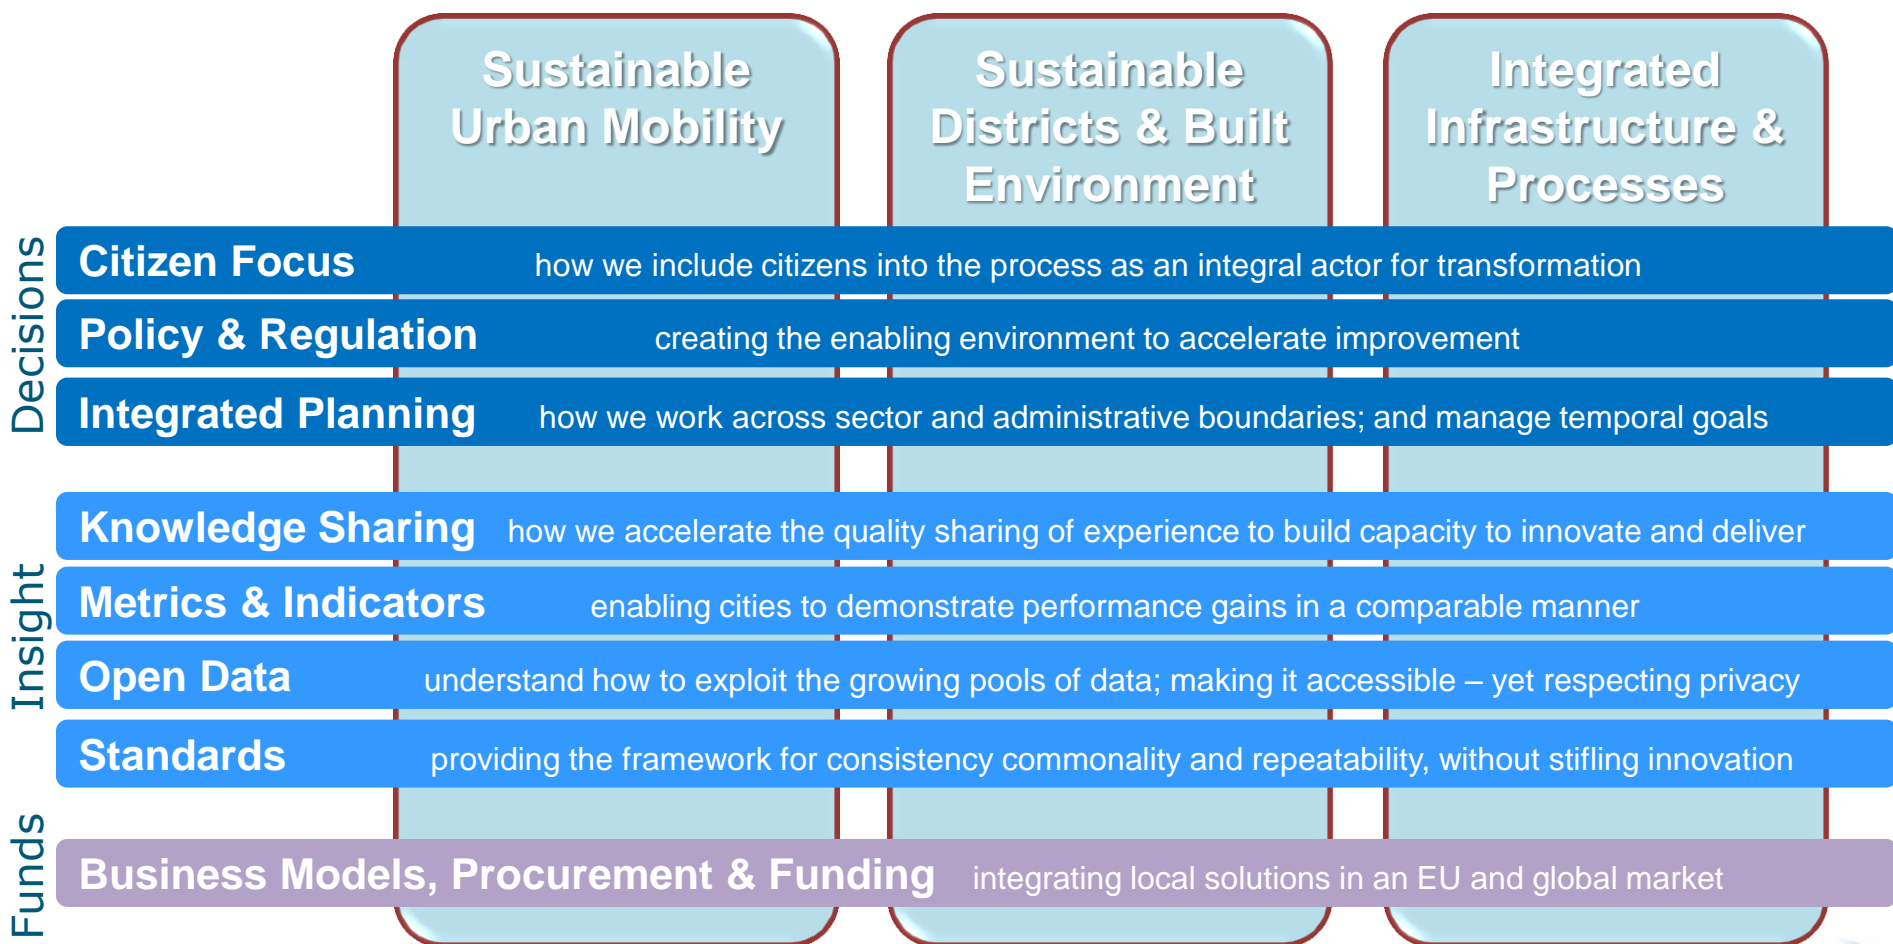 Sustainable
Urban Mobility
Sustainable
Districts & Built
Environment
Integrated
Infrastructure &
Processes
Decisions
Citizen Focus how we include citizens into the process as an integral actor for transformation
Policy & Regulation creating the enabling environment to accelerate improvement
Integrated Planning how we work across sector and administrative boundaries; and manage temporal goals
Insight
Knowledge Sharing how we accelerate the quality sharing of experience to build capacity to innovate and deliver
Metrics & Indicators enabling cities to demonstrate performance gains in a comparable manner
Open Data understand how to exploit the growing pools of data; making it accessible – yet respecting privacy
Standards providing the framework for consistency commonality and repeatability, without stifling innovation
Funds
Business Models, Procurement & Funding integrating local solutions in an EU and global market